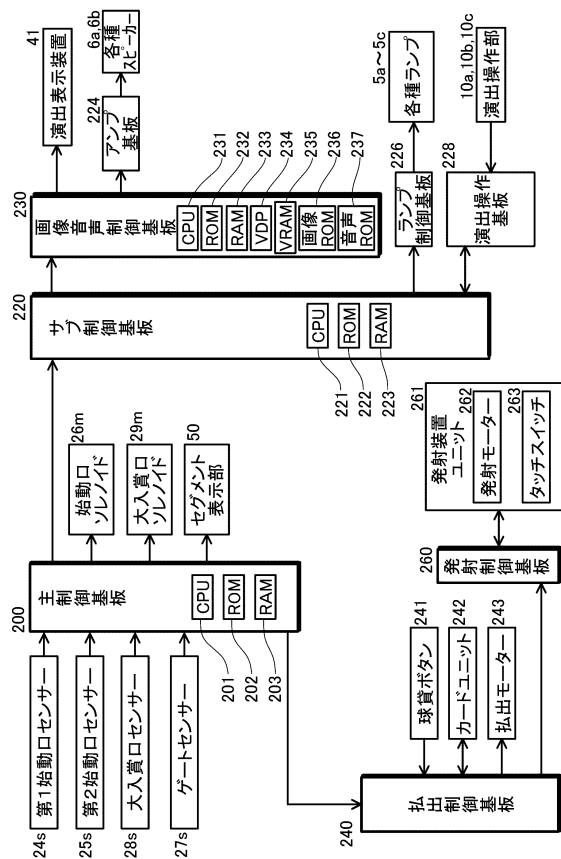 24s
第1始動口センサー
25s
第2始動口センサー
28s
大入賞口センサー
27s
ゲートセンサー
200
主制御基板
CPU
ROM
RAM
201
202
203
26m
始動口
ソレノイド
29m
大入賞口
ソレノイド
50
セグメント
表示部
220
サブ制御基板
CPU
ROM
RAM
221
222
223
230
画像音声制御基板
CPU
ROM
RAM
VDP
VRAM
画像
ROM
音声
ROM
231
232
233
234
235
236
237
41
演出表示装置
224
アンプ
基板
6a,6b
各種
スピーカー
226
ランプ
制御基板
5a～5c
各種ランプ
228
演出操作
基板
10a,10b,10c
演出操作部
240
払出制御基板
241
球貸ボタン
242
カードユニット
243
払出モーター
260
発射制御基板
261
発射装置
ユニット
262
発射モーター
263
タッチスイッチ